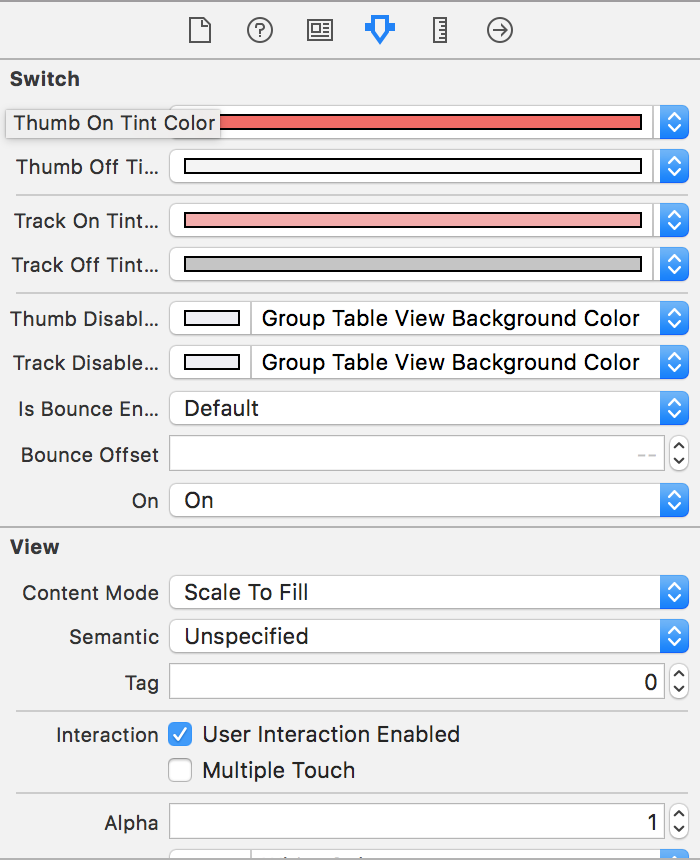 Switch
Thumb On Tint Color
Thumb Off Ti...
Track On Tint...
Track Off Tint...
Thumb Disabl... Group Table View Background Color
Track Disable... Group Table View Background Color
Is Bounce En... Default
Bounce Offset --
On On
View
Content Mode Scale To Fill
Semantic Unspecified
Tag 0
Interaction User Interaction Enabled
Multiple Touch
Alpha 1